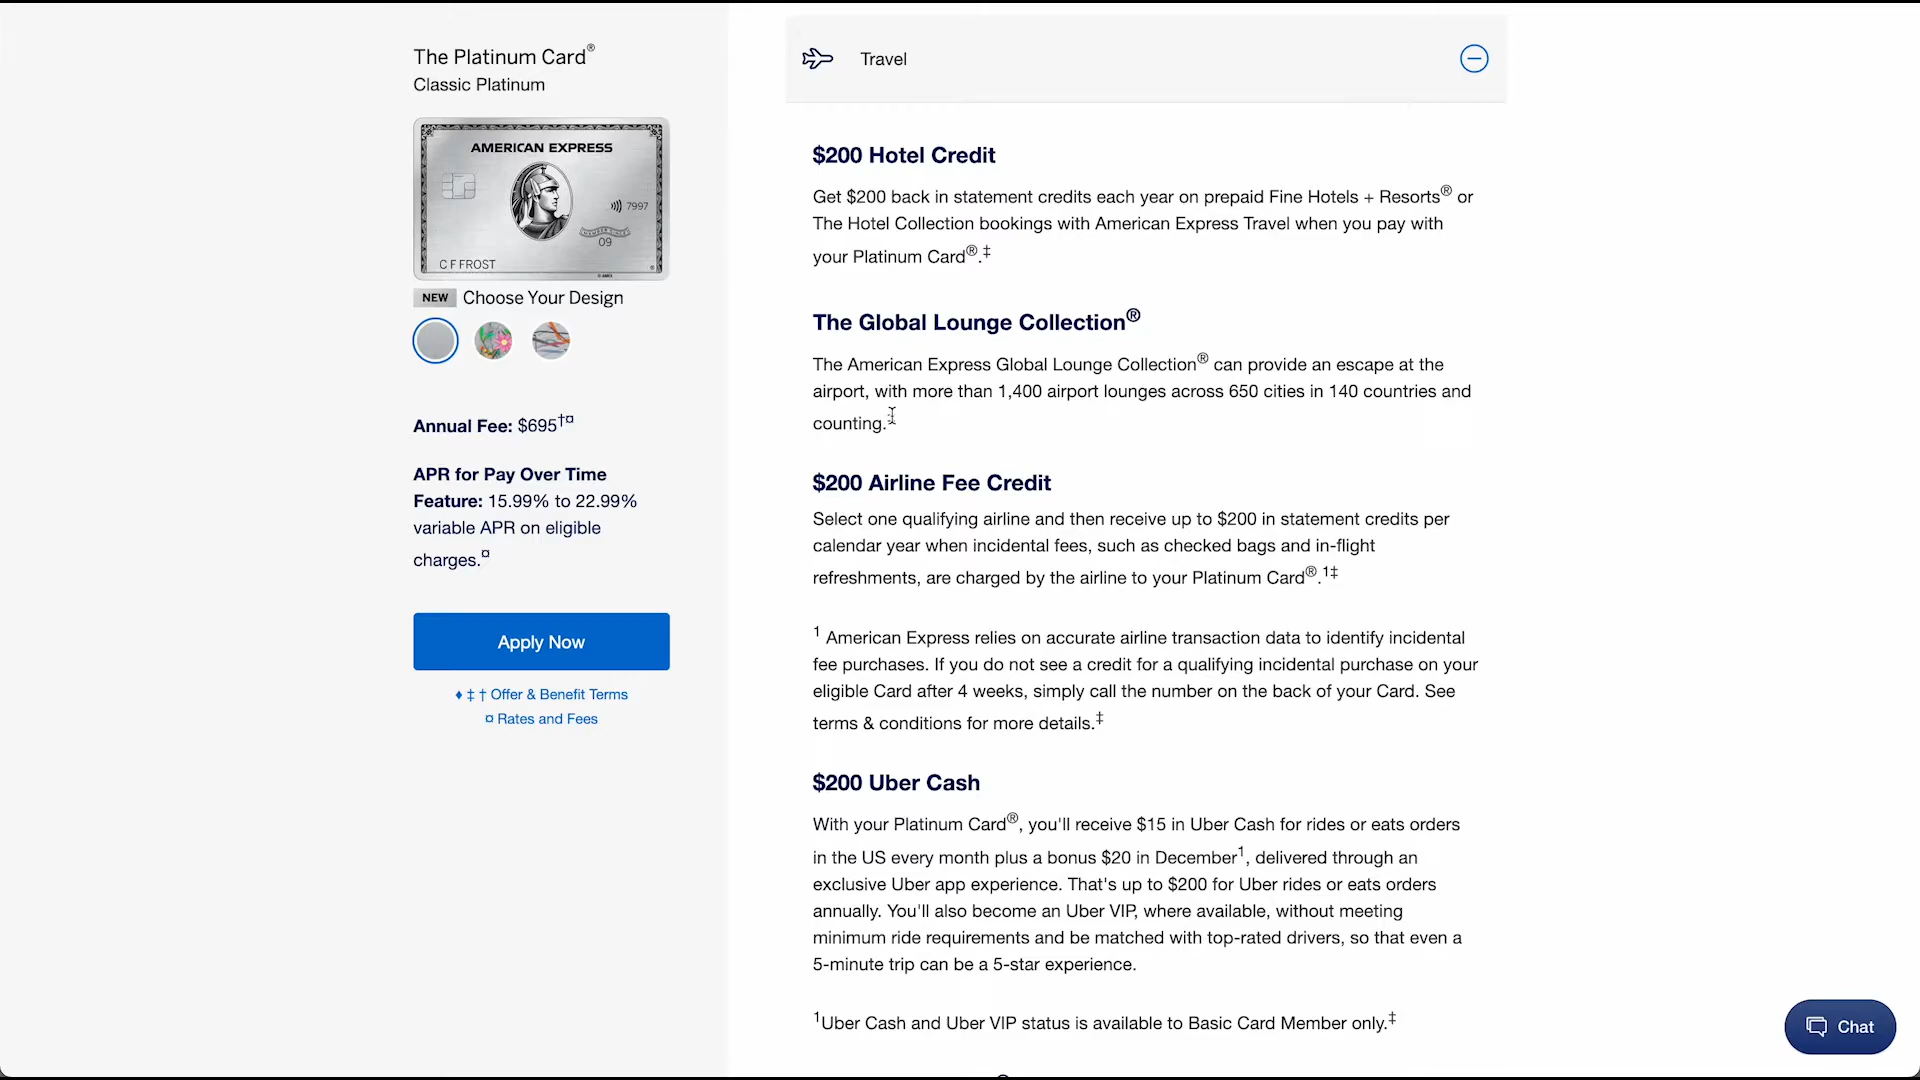 The Platinum Card®
Classic Platinum
AMERICAN EXPRESS
7997
MEMBER SINCE
09
C F FROST
© AMEX
®
NEW Choose Your Design
Annual Fee: $695†¤
APR for Pay Over Time
Feature: 15.99% to 22.99%
variable APR on eligible
charges.¤
Apply Now
♦ ‡ † Offer & Benefit Terms
¤ Rates and Fees
Travel
$200 Hotel Credit
Get $200 back in statement credits each year on prepaid Fine Hotels + Resorts® or
The Hotel Collection bookings with American Express Travel when you pay with
your Platinum Card®.‡
The Global Lounge Collection®
The American Express Global Lounge Collection® can provide an escape at the
airport, with more than 1,400 airport lounges across 650 cities in 140 countries and
counting.
$200 Airline Fee Credit
Select one qualifying airline and then receive up to $200 in statement credits per
calendar year when incidental fees, such as checked bags and in-flight
refreshments, are charged by the airline to your Platinum Card®.¹‡
¹ American Express relies on accurate airline transaction data to identify incidental
fee purchases. If you do not see a credit for a qualifying incidental purchase on your
eligible Card after 4 weeks, simply call the number on the back of your Card. See
terms & conditions for more details.‡
$200 Uber Cash
With your Platinum Card®, you'll receive $15 in Uber Cash for rides or eats orders
in the US every month plus a bonus $20 in December¹, delivered through an
exclusive Uber app experience. That's up to $200 for Uber rides or eats orders
annually. You'll also become an Uber VIP, where available, without meeting
minimum ride requirements and be matched with top-rated drivers, so that even a
5-minute trip can be a 5-star experience.
¹Uber Cash and Uber VIP status is available to Basic Card Member only.‡
Chat